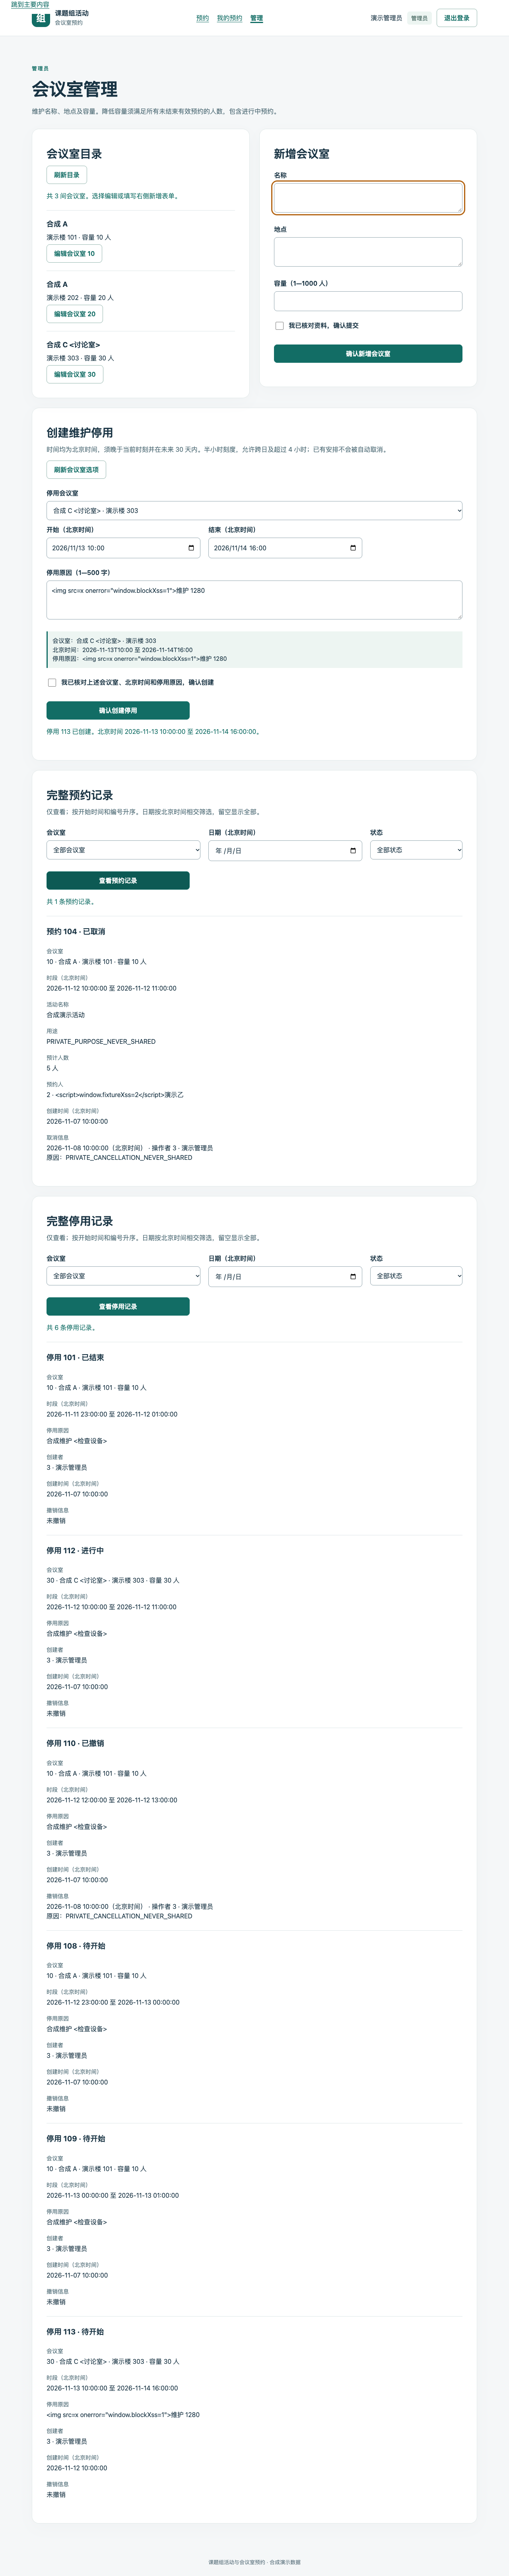 跳到主要内容
组
课题组活动
会议室预约
预约 我的预约 管理
演示管理员 管理员 退出登录
管理员
会议室管理
维护名称、地点及容量。降低容量须满足所有未结束有效预约的人数，包含进行中预约。
会议室目录
刷新目录
共 3 间会议室。选择编辑或填写右侧新增表单。
合成 A
演示楼 101 · 容量 10 人
编辑会议室 10
合成 A
演示楼 202 · 容量 20 人
编辑会议室 20
合成 C <讨论室>
演示楼 303 · 容量 30 人
编辑会议室 30
新增会议室
名称
地点
容量（1—1000 人）
我已核对资料，确认提交
确认新增会议室
创建维护停用
时间均为北京时间，须晚于当前时刻并在未来 30 天内。半小时刻度，允许跨日及超过 4 小时；已有安排不会被自动取消。
刷新会议室选项
停用会议室
合成 C <讨论室> · 演示楼 303
开始（北京时间） 结束（北京时间）
2026/11/13 10:00 2026/11/14 16:00
停用原因（1—500 字）
<img src=x onerror="window.blockXss=1">维护 1280
会议室：合成 C <讨论室> · 演示楼 303
北京时间：2026-11-13T10:00 至 2026-11-14T16:00
停用原因：<img src=x onerror="window.blockXss=1">维护 1280
我已核对上述会议室、北京时间和停用原因，确认创建
确认创建停用
停用 113 已创建。北京时间 2026-11-13 10:00:00 至 2026-11-14 16:00:00。
完整预约记录
仅查看；按开始时间和编号升序。日期按北京时间相交筛选，留空显示全部。
会议室 日期（北京时间） 状态
全部会议室 年 /月/日 全部状态
查看预约记录
共 1 条预约记录。
预约 104 · 已取消
会议室
10 · 合成 A · 演示楼 101 · 容量 10 人
时段（北京时间）
2026-11-12 10:00:00 至 2026-11-12 11:00:00
活动名称
合成演示活动
用途
PRIVATE_PURPOSE_NEVER_SHARED
预计人数
5 人
预约人
2 · <script>window.fixtureXss=2</script>演示乙
创建时间（北京时间）
2026-11-07 10:00:00
取消信息
2026-11-08 10:00:00（北京时间） · 操作者 3 · 演示管理员
原因：PRIVATE_CANCELLATION_NEVER_SHARED
完整停用记录
仅查看；按开始时间和编号升序。日期按北京时间相交筛选，留空显示全部。
会议室 日期（北京时间） 状态
全部会议室 年 /月/日 全部状态
查看停用记录
共 6 条停用记录。
停用 101 · 已结束
会议室
10 · 合成 A · 演示楼 101 · 容量 10 人
时段（北京时间）
2026-11-11 23:00:00 至 2026-11-12 01:00:00
停用原因
合成维护 <检查设备>
创建者
3 · 演示管理员
创建时间（北京时间）
2026-11-07 10:00:00
撤销信息
未撤销
停用 112 · 进行中
会议室
30 · 合成 C <讨论室> · 演示楼 303 · 容量 30 人
时段（北京时间）
2026-11-12 10:00:00 至 2026-11-12 11:00:00
停用原因
合成维护 <检查设备>
创建者
3 · 演示管理员
创建时间（北京时间）
2026-11-07 10:00:00
撤销信息
未撤销
停用 110 · 已撤销
会议室
10 · 合成 A · 演示楼 101 · 容量 10 人
时段（北京时间）
2026-11-12 12:00:00 至 2026-11-12 13:00:00
停用原因
合成维护 <检查设备>
创建者
3 · 演示管理员
创建时间（北京时间）
2026-11-07 10:00:00
撤销信息
2026-11-08 10:00:00（北京时间） · 操作者 3 · 演示管理员
原因：PRIVATE_CANCELLATION_NEVER_SHARED
停用 108 · 待开始
会议室
10 · 合成 A · 演示楼 101 · 容量 10 人
时段（北京时间）
2026-11-12 23:00:00 至 2026-11-13 00:00:00
停用原因
合成维护 <检查设备>
创建者
3 · 演示管理员
创建时间（北京时间）
2026-11-07 10:00:00
撤销信息
未撤销
停用 109 · 待开始
会议室
10 · 合成 A · 演示楼 101 · 容量 10 人
时段（北京时间）
2026-11-13 00:00:00 至 2026-11-13 01:00:00
停用原因
合成维护 <检查设备>
创建者
3 · 演示管理员
创建时间（北京时间）
2026-11-07 10:00:00
撤销信息
未撤销
停用 113 · 待开始
会议室
30 · 合成 C <讨论室> · 演示楼 303 · 容量 30 人
时段（北京时间）
2026-11-13 10:00:00 至 2026-11-14 16:00:00
停用原因
<img src=x onerror="window.blockXss=1">维护 1280
创建者
3 · 演示管理员
创建时间（北京时间）
2026-11-12 10:00:00
撤销信息
未撤销
课题组活动与会议室预约 · 合成演示数据